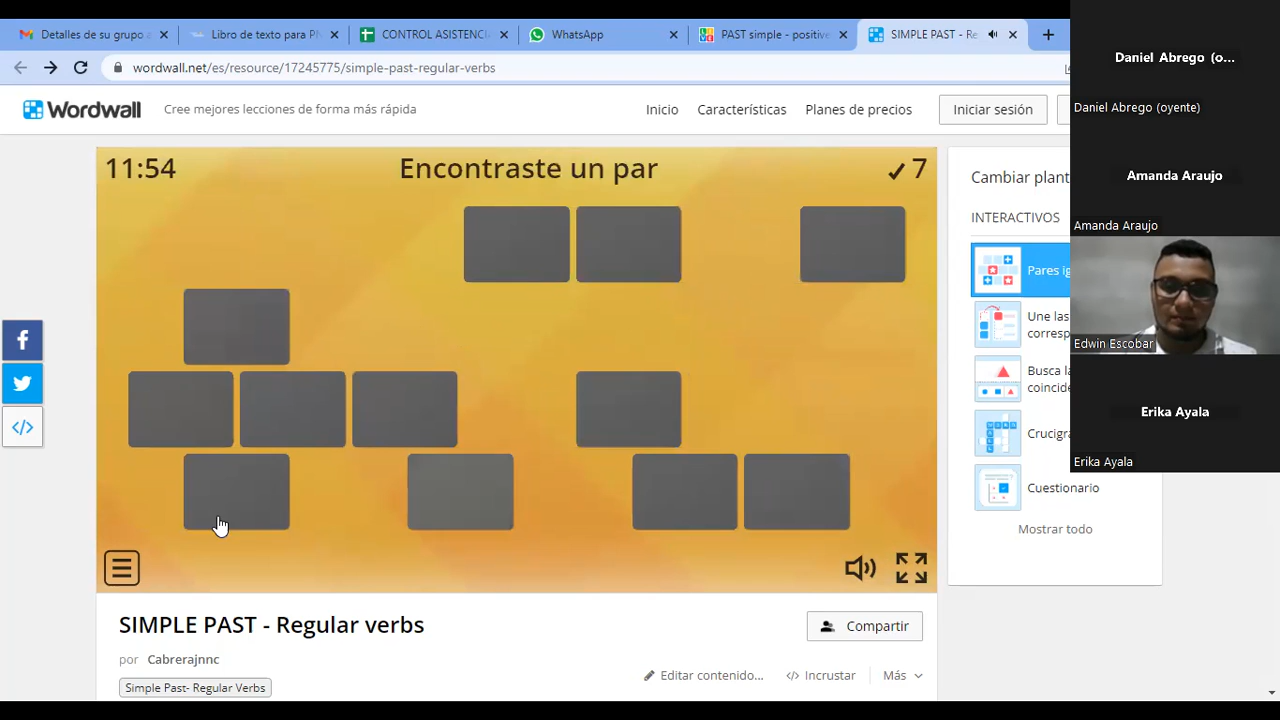 Detalles de su grupo a
Libro de texto para PN
CONTROL ASISTENCI
WhatsApp
PAST simple - positive
SIMPLE PAST - Re
wordwall.net/es/resource/17245775/simple-past-regular-verbs
Wordwall
Cree mejores lecciones de forma más rápida
Inicio
Características
Planes de precios
Iniciar sesión
11:54
Encontraste un par
7
Cambiar plant
INTERACTIVOS
Pares ig
Une las
corresp
Busca la
coincide
Crucigra
Cuestionario
Mostrar todo
SIMPLE PAST - Regular verbs
Compartir
por Cabrerajnnc
Editar contenido...
Incrustar
Más
Simple Past- Regular Verbs
Daniel Abrego (o...
Daniel Abrego (oyente)
Amanda Araujo
Amanda Araujo
Edwin Escobar
Erika Ayala
Erika Ayala